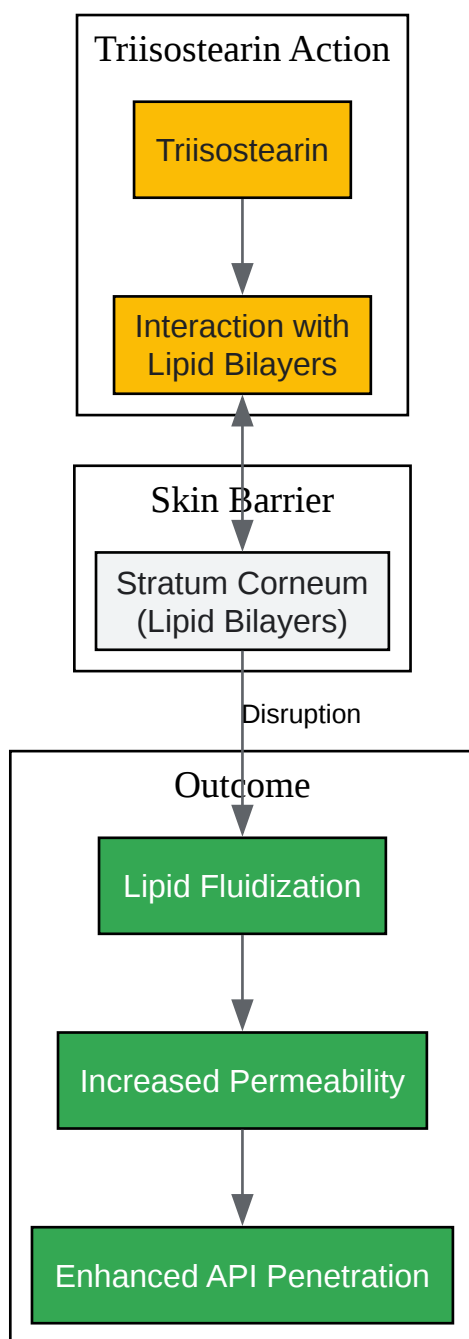 Triisostearin Action
Triisostearin
Interaction with
Lipid Bilayers
Skin Barrier
Stratum Corneum
(Lipid Bilayers)
Disruption
Outcome
Lipid Fluidization
Increased Permeability
Enhanced API Penetration